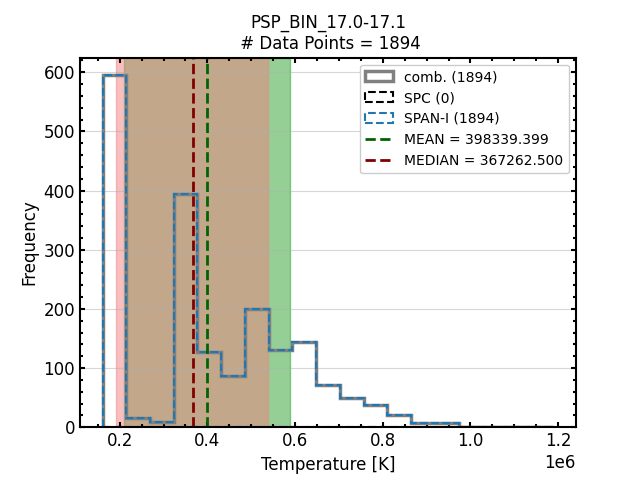 PSP_BIN_17.0-17.1
# Data Points = 1894
comb. (1894)
SPC (0)
SPAN-I (1894)
MEAN = 398339.399
MEDIAN = 367262.500
Frequency
600
500
400
300
200
100
0
0.2 0.4 0.6 0.8 1.0 1.2
1e6
Temperature [K]